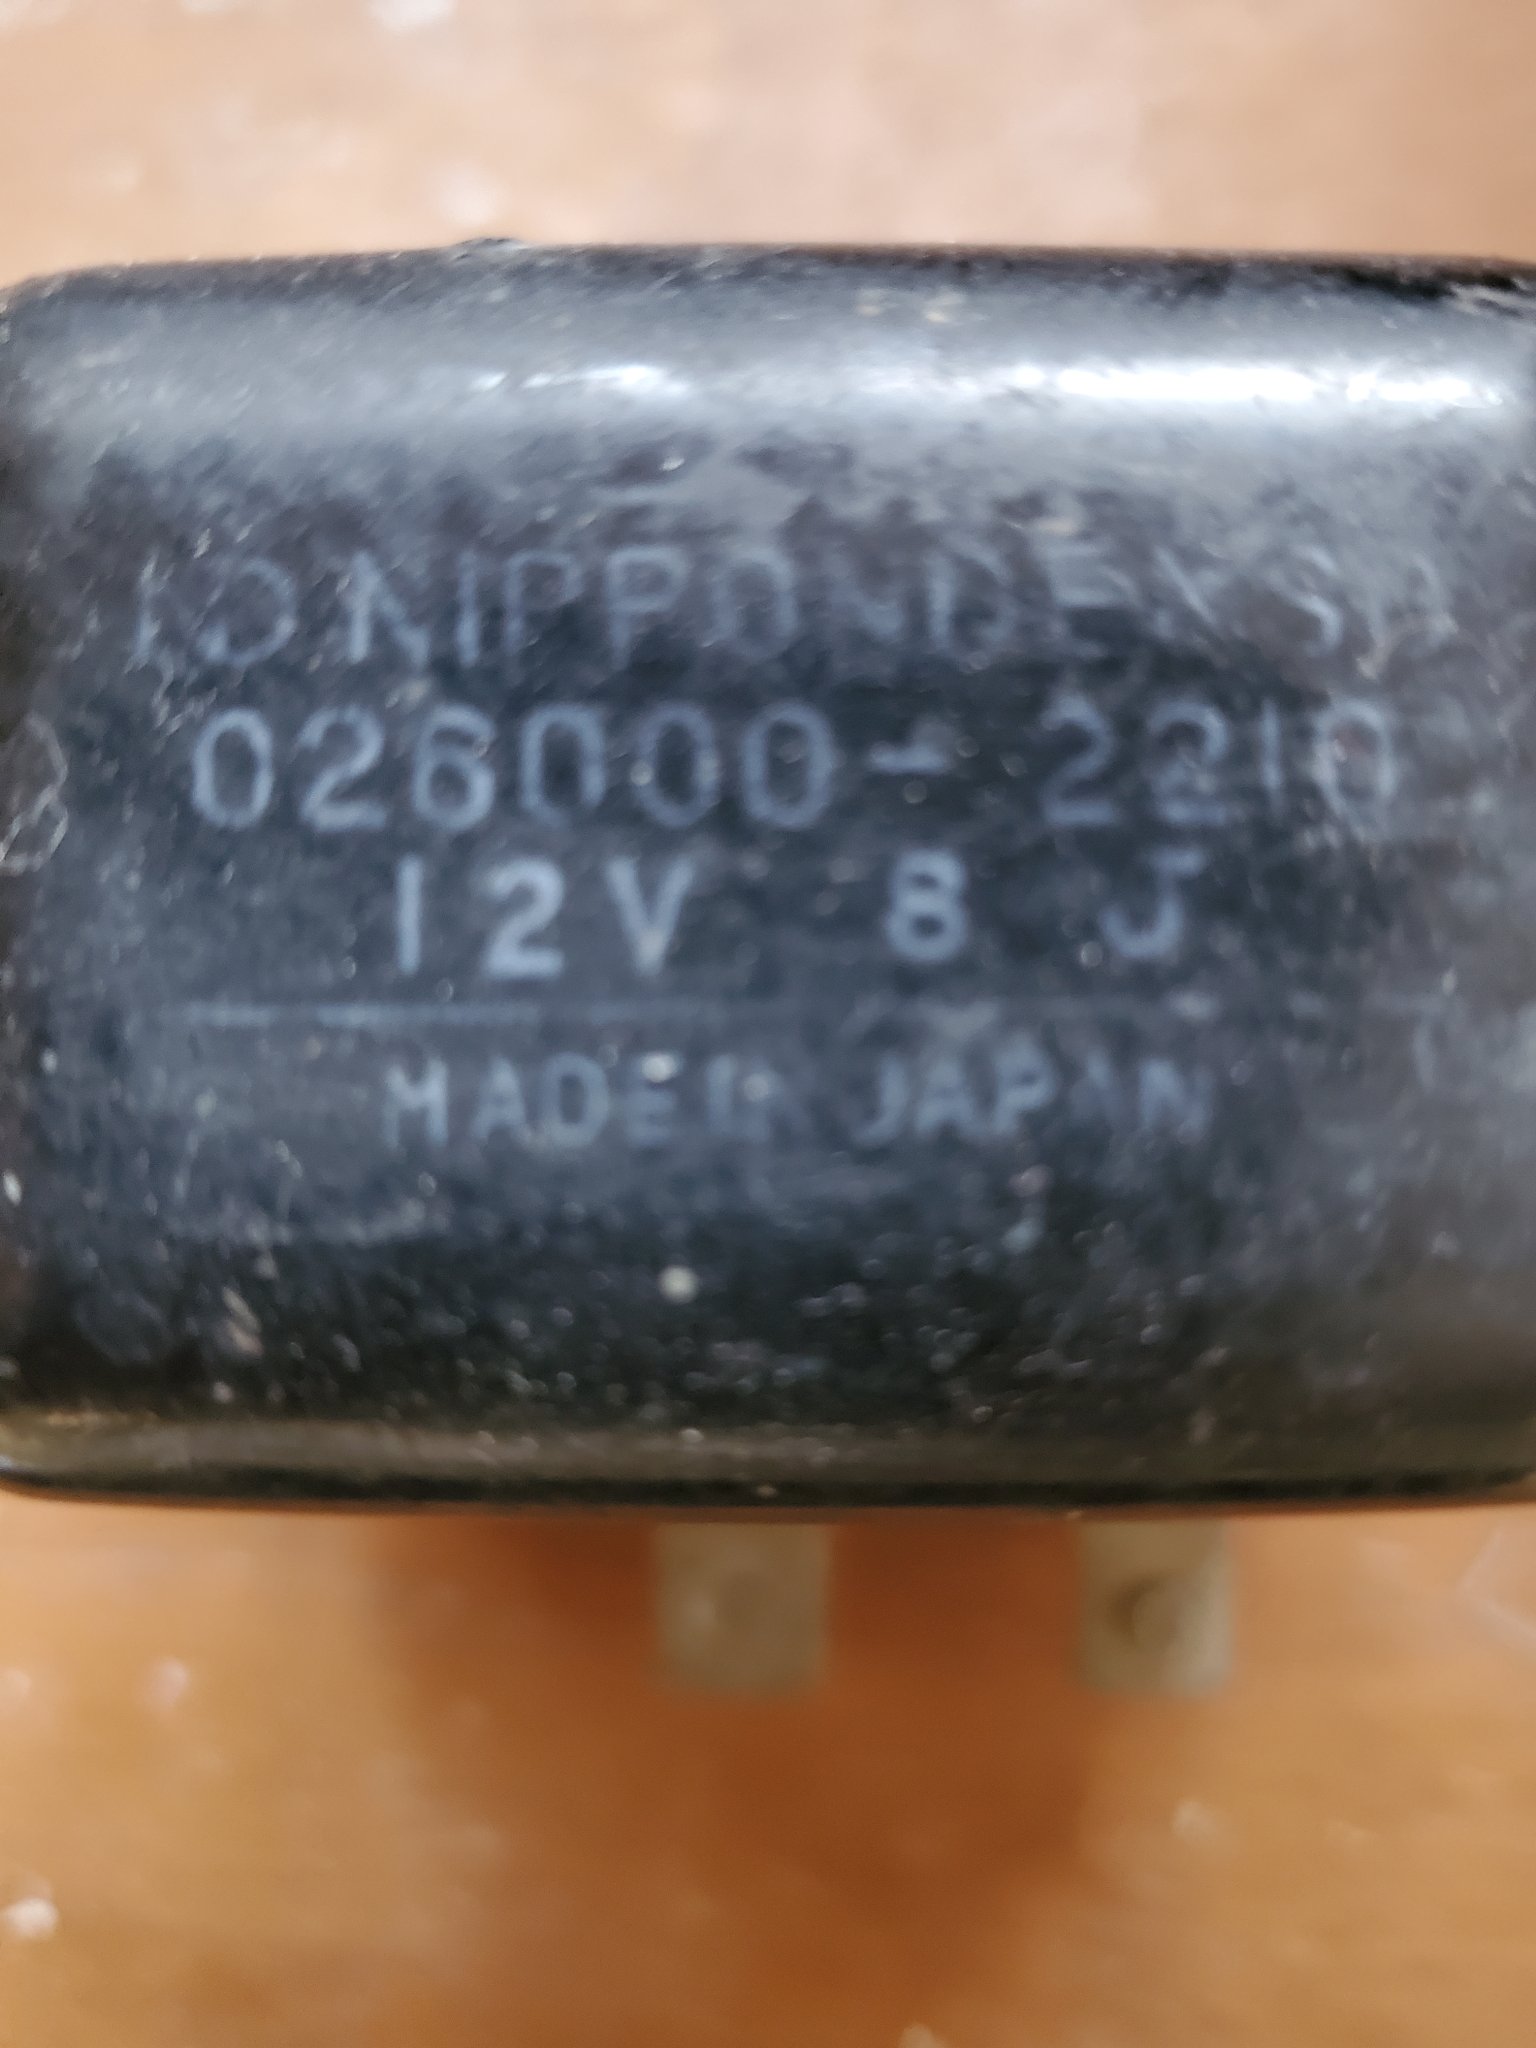 NIPPONDENSO
026000-2210
12V 8 J
MADE IN JAPAN